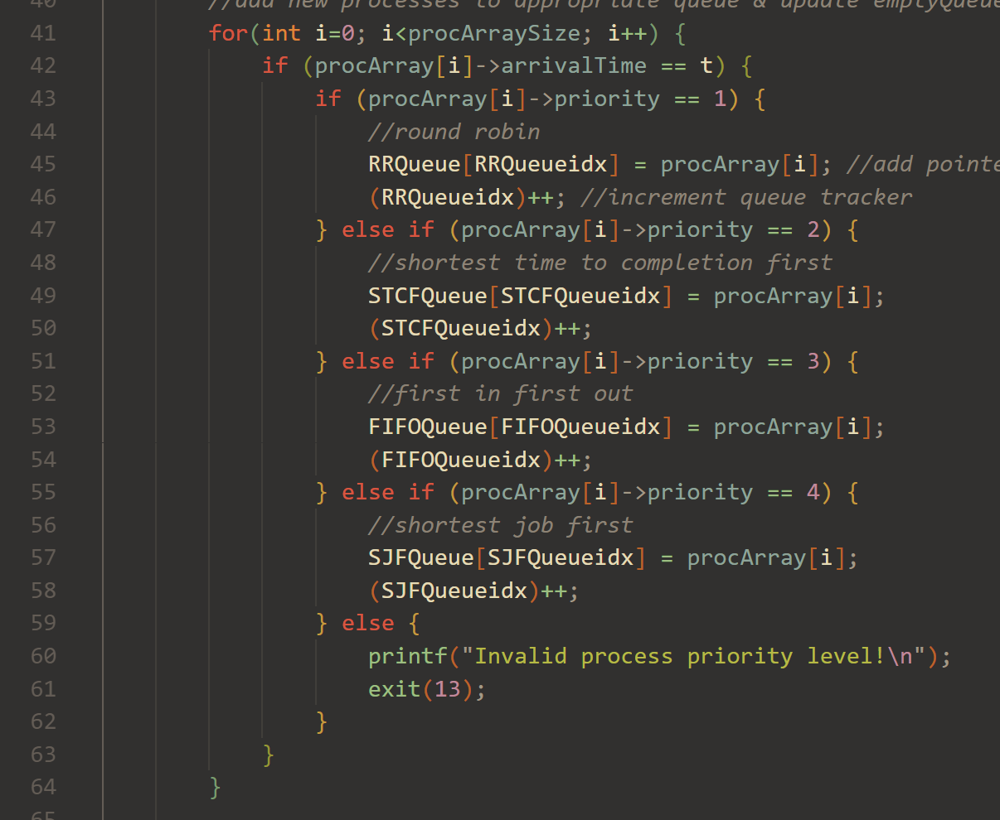 40 //add new processes to appropriate queue & update emptyQueue
41 for(int i=0; i<procArraySize; i++) {
42 if (procArray[i]->arrivalTime == t) {
43 if (procArray[i]->priority == 1) {
44 //round robin
45 RRQueue[RRQueueidx] = procArray[i]; //add pointe
46 (RRQueueidx)++; //increment queue tracker
47 } else if (procArray[i]->priority == 2) {
48 //shortest time to completion first
49 STCFQueue[STCFQueueidx] = procArray[i];
50 (STCFQueueidx)++;
51 } else if (procArray[i]->priority == 3) {
52 //first in first out
53 FIFOQueue[FIFOQueueidx] = procArray[i];
54 (FIFOQueueidx)++;
55 } else if (procArray[i]->priority == 4) {
56 //shortest job first
57 SJFQueue[SJFQueueidx] = procArray[i];
58 (SJFQueueidx)++;
59 } else {
60 printf("Invalid process priority level!\n");
61 exit(13);
62 }
63 }
64 }
65